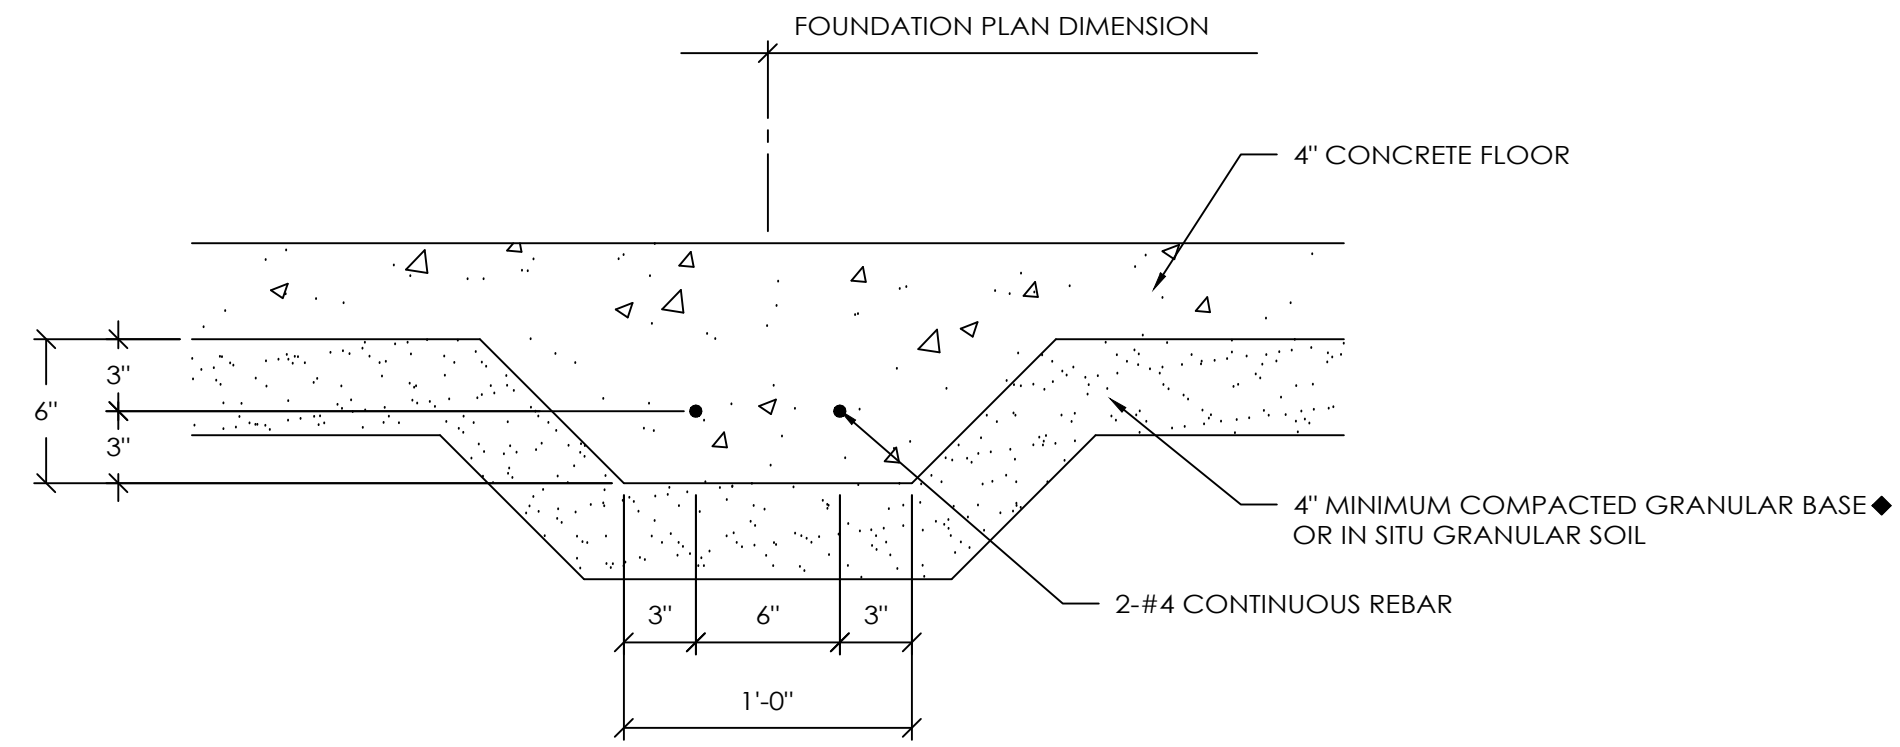 FOUNDATION PLAN DIMENSION
4" CONCRETE FLOOR
3"
6"
3"
4" MINIMUM COMPACTED GRANULAR BASE ◆
OR IN SITU GRANULAR SOIL
2-#4 CONTINUOUS REBAR
3" 6" 3"
1'-0"